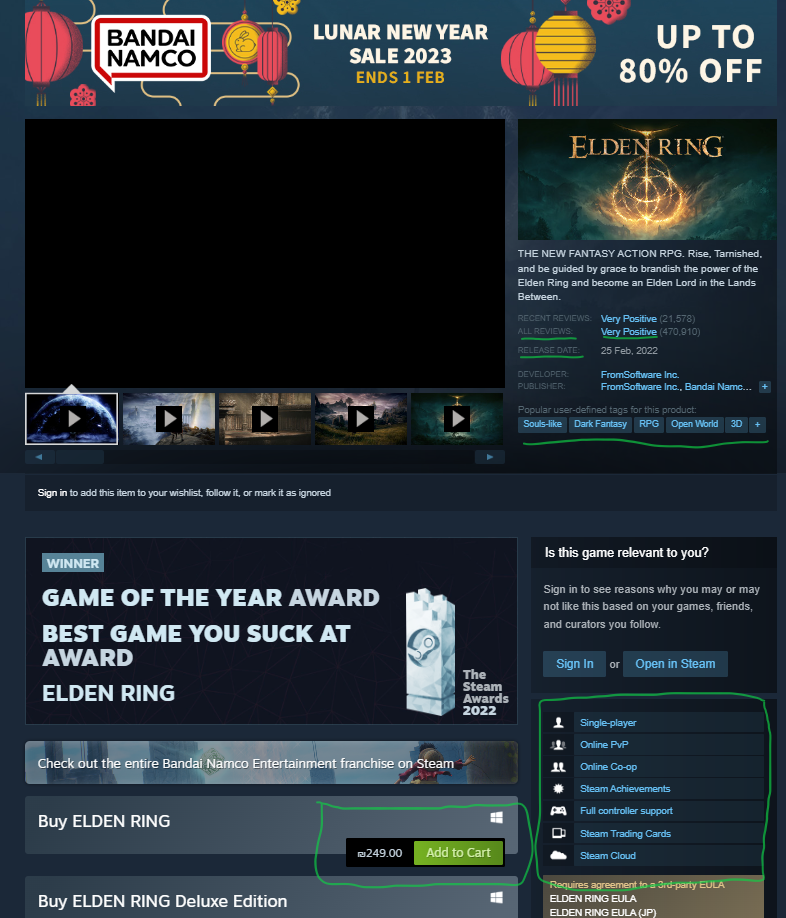 BANDAI
NAMCO
LUNAR NEW YEAR
SALE 2023
ENDS 1 FEB
UP TO
80% OFF
ELDEN RING
THE NEW FANTASY ACTION RPG. Rise, Tarnished,
and be guided by grace to brandish the power of the
Elden Ring and become an Elden Lord in the Lands
Between.
RECENT REVIEWS: Very Positive (21,578)
ALL REVIEWS: Very Positive (470,910)
RELEASE DATE: 25 Feb, 2022
DEVELOPER: FromSoftware Inc.
PUBLISHER: FromSoftware Inc., Bandai Namc... +
Popular user-defined tags for this product:
Souls-like Dark Fantasy RPG Open World 3D +
Sign in to add this item to your wishlist, follow it, or mark it as ignored
WINNER
GAME OF THE YEAR AWARD
BEST GAME YOU SUCK AT
AWARD
ELDEN RING
The
Steam
Awards
2022
Is this game relevant to you?
Sign in to see reasons why you may or may
not like this based on your games, friends,
and curators you follow.
Sign In or Open in Steam
Single-player
Online PvP
Online Co-op
Steam Achievements
Full controller support
Steam Trading Cards
Steam Cloud
Requires agreement to a 3rd-party EULA
ELDEN RING EULA
ELDEN RING EULA (JP)
Check out the entire Bandai Namco Entertainment franchise on Steam
Buy ELDEN RING
₪249.00 Add to Cart
Buy ELDEN RING Deluxe Edition